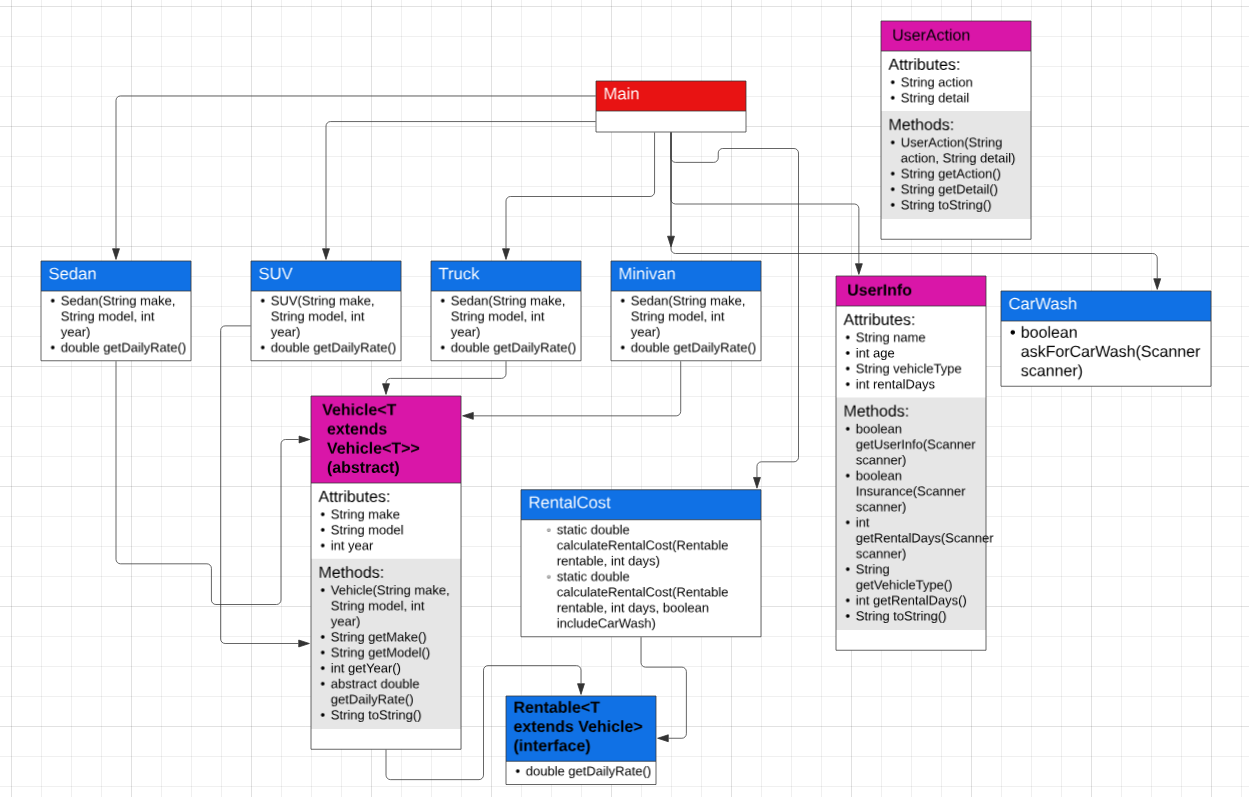 UserAction
Attributes:
• String action
• String detail
Methods:
• UserAction(String
action, String detail)
• String getAction()
• String getDetail()
• String toString()
Main
Sedan
• Sedan(String make,
String model, int
year)
• double getDailyRate()
SUV
• SUV(String make,
String model, int
year)
• double getDailyRate()
Truck
• Sedan(String make,
String model, int
year)
• double getDailyRate()
Minivan
• Sedan(String make,
String model, int
year)
• double getDailyRate()
UserInfo
Attributes:
• String name
• int age
• String vehicleType
• int rentalDays
Methods:
• boolean
getUserInfo(Scanner
scanner)
• boolean
Insurance(Scanner
scanner)
• int
getRentalDays(Scanner
scanner)
• String
getVehicleType()
• int getRentalDays()
• String toString()
CarWash
• boolean
askForCarWash(Scanner
scanner)
Vehicle<T
extends
Vehicle<T>>
(abstract)
Attributes:
• String make
• String model
• int year
Methods:
• Vehicle(String make,
String model, int
year)
• String getMake()
• String getModel()
• int getYear()
• abstract double
getDailyRate()
• String toString()
RentalCost
◦ static double
calculateRentalCost(Rentable
rentable, int days)
◦ static double
calculateRentalCost(Rentable
rentable, int days, boolean
includeCarWash)
Rentable<T
extends Vehicle>
(interface)
• double getDailyRate()